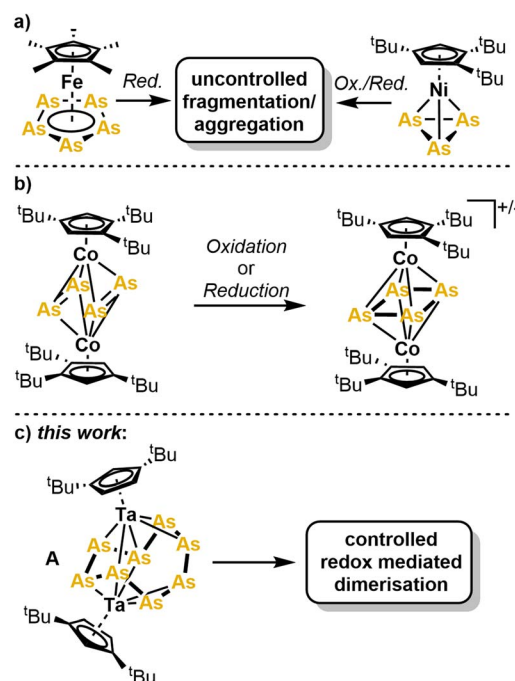 a)
Fe
As As
As As
As
Red.
uncontrolled
fragmentation/
aggregation
Ox./Red.
tBu
tBu
tBu
Ni
As As
As
b)
tBu tBu
tBu
Co
As As
As As
Co
tBu
tBu tBu
Oxidation
or
Reduction
+/-
tBu tBu
tBu
Co
As As
As As
Co
tBu
tBu tBu
c) this work:
tBu
tBu
Ta
As
As As As
A
As As As
Ta As
tBu
tBu
controlled
redox mediated
dimerisation